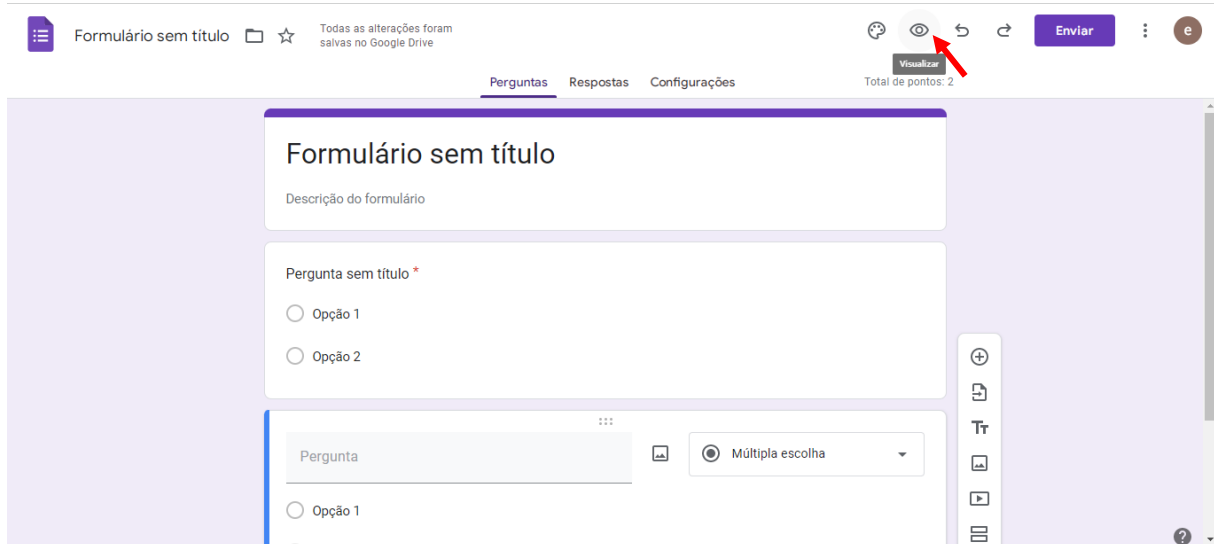 Formulário sem título
Todas as alterações foram
salvas no Google Drive
Enviar
e
Visualizar
Perguntas
Respostas
Configurações
Total de pontos: 2
Formulário sem título
Descrição do formulário
Pergunta sem título *
Opção 1
Opção 2
Pergunta
Múltipla escolha
Opção 1